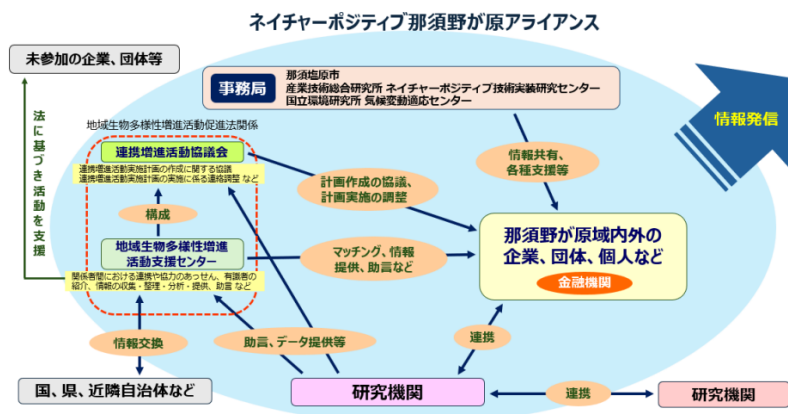 ネイチャーポジティブ那須野が原アライアンス
未参加の企業、団体等
事務局
那須塩原市
産業技術総合研究所 ネイチャーポジティブ技術実装研究センター
国立環境研究所 気候変動適応センター
情報発信
法に基づき活動を支援
地域生物多様性増進活動促進法関係
連携増進活動協議会
連携増進活動実施計画の作成に関する協議
連携増進活動実施計画の実施に係る連絡調整 など
構成
地域生物多様性増進
活動支援センター
関係者間における連携や協力のあっせん、有識者の
紹介、情報の収集・整理・分析・提供、助言 など
計画作成の協議、
計画実施の調整
情報共有、
各種支援等
マッチング、情報
提供、助言など
那須野が原域内外の
企業、団体、個人など
金融機関
情報交換
助言、データ提供等
連携
国、県、近隣自治体など
研究機関
連携
研究機関